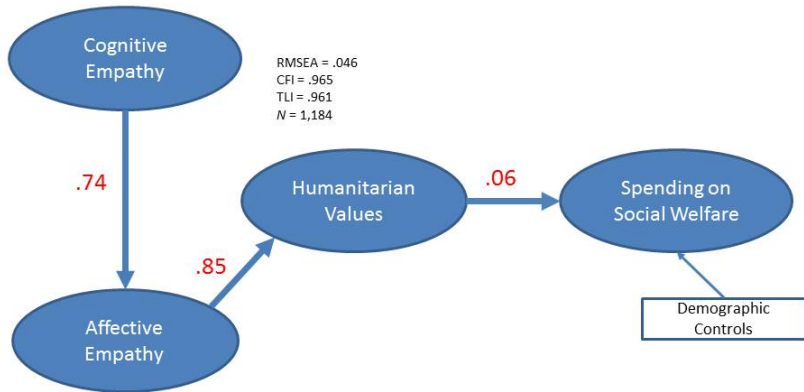 Cognitive
Empathy
RMSEA = .046
CFI = .965
TLI = .961
N = 1,184
.74
Humanitarian
Values
.06
Spending on
Social Welfare
.85
Affective
Empathy
Demographic
Controls